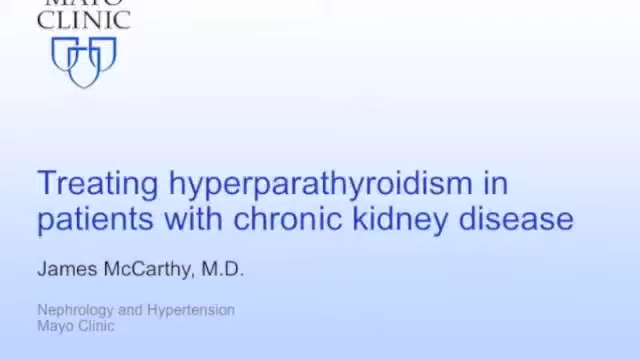 MAYO
CLINIC
Treating hyperparathyroidism in
patients with chronic kidney disease
James McCarthy, M.D.
Nephrology and Hypertension
Mayo Clinic